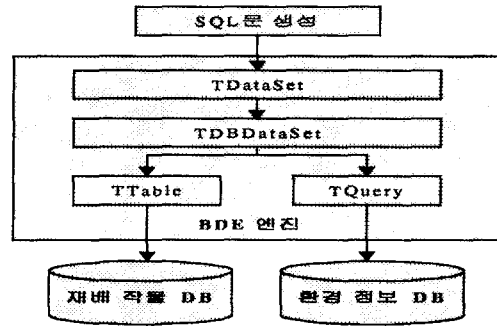 SQL문 생성
TDataSet
TDBDataSet
TTable
TQuery
BDE 엔진
재배 작물 DB
환경 정보 DB